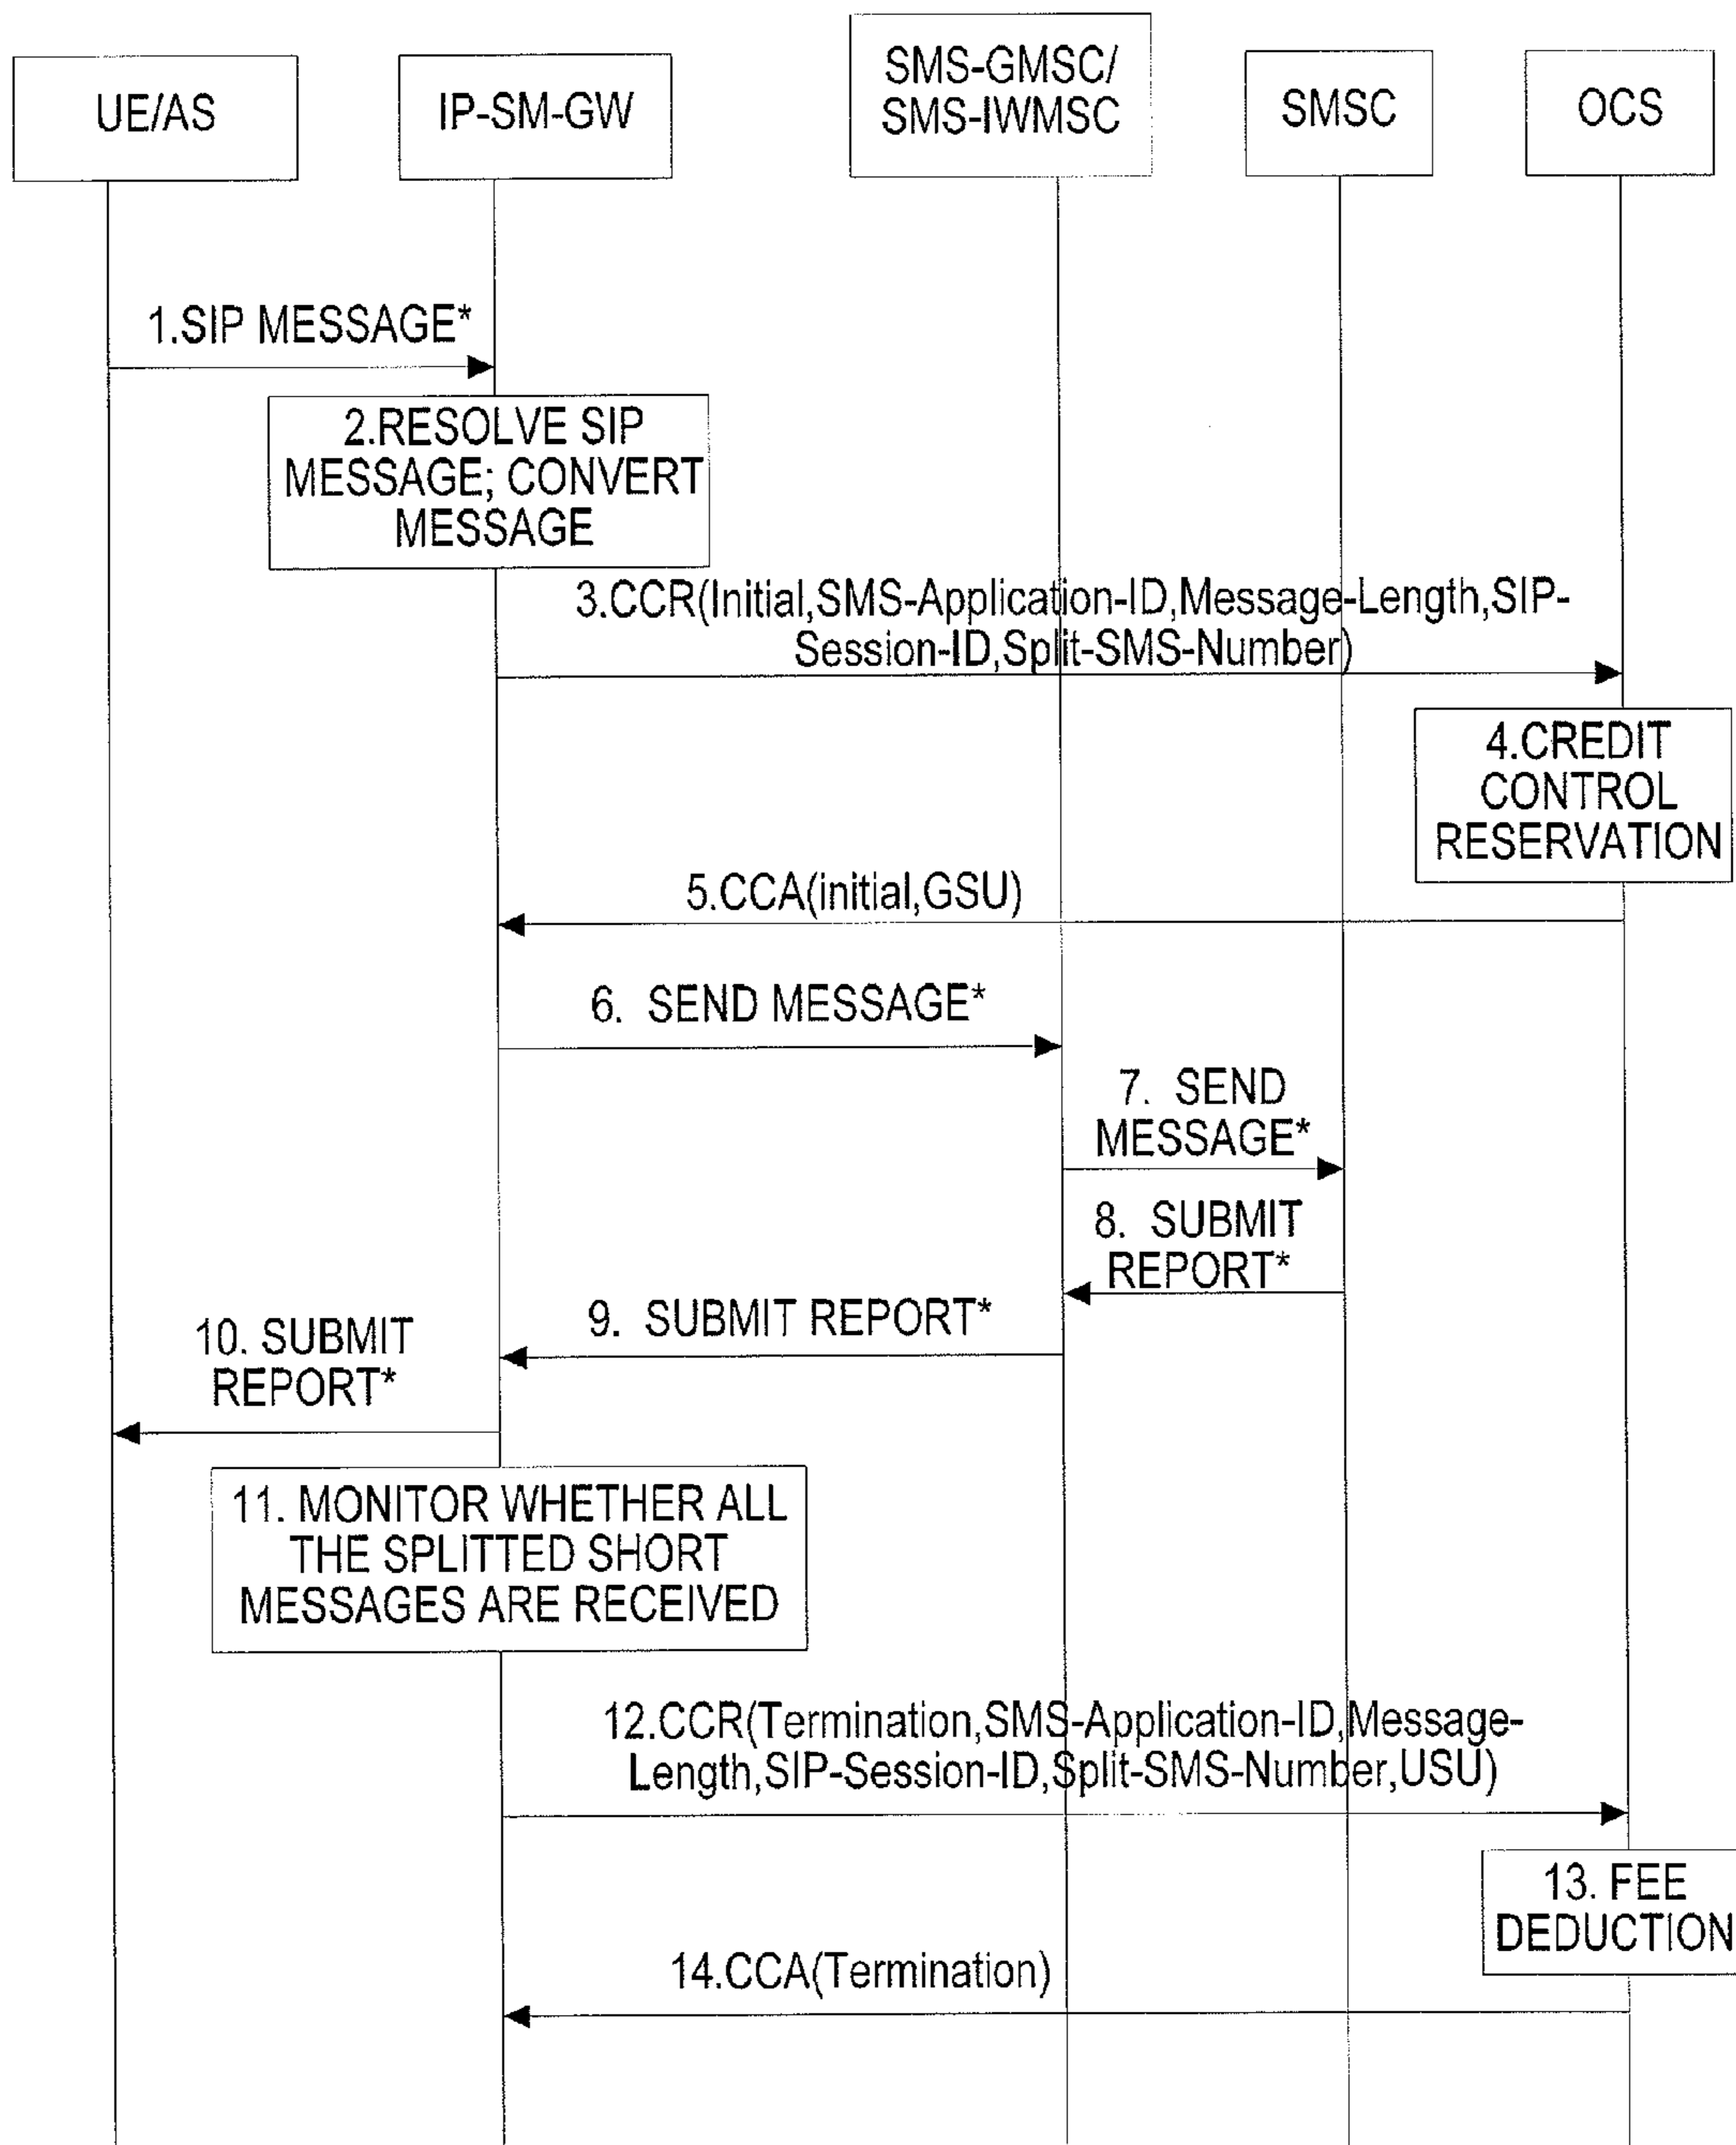 UE/AS
IP-SM-GW
SMS-GMSC/
SMS-IWMSC
SMSC
OCS
1.SIP MESSAGE*
2.RESOLVE SIP
MESSAGE; CONVERT
MESSAGE
3.CCR(Initial,SMS-Application-ID,Message-Length,SIP-
Session-ID,Split-SMS-Number)
4.CREDIT
CONTROL
RESERVATION
5.CCA(initial,GSU)
6. SEND MESSAGE*
7. SEND
MESSAGE*
8. SUBMIT
REPORT*
9. SUBMIT REPORT*
10. SUBMIT
REPORT*
11. MONITOR WHETHER ALL
THE SPLITTED SHORT
MESSAGES ARE RECEIVED
12.CCR(Termination,SMS-Application-ID,Message-
Length,SIP-Session-ID,Split-SMS-Number,USU)
13. FEE
DEDUCTION
14.CCA(Termination)